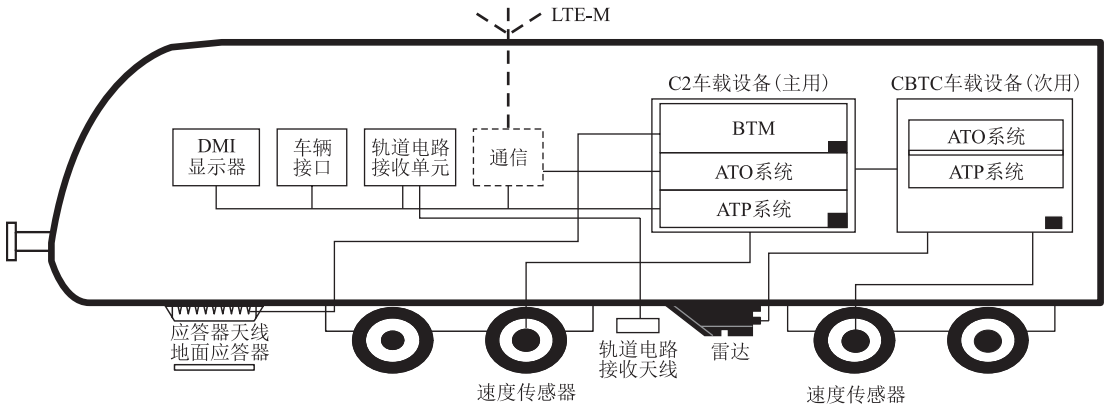 LTE-M
C2车载设备(主用)
CBTC车载设备(次用)
DMI
显示器
车辆
接口
轨道电路
接收单元
通信
BTM
ATO系统
ATP系统
ATO系统
ATP系统
应答器天线
地面应答器
速度传感器
轨道电路
接收天线
雷达
速度传感器